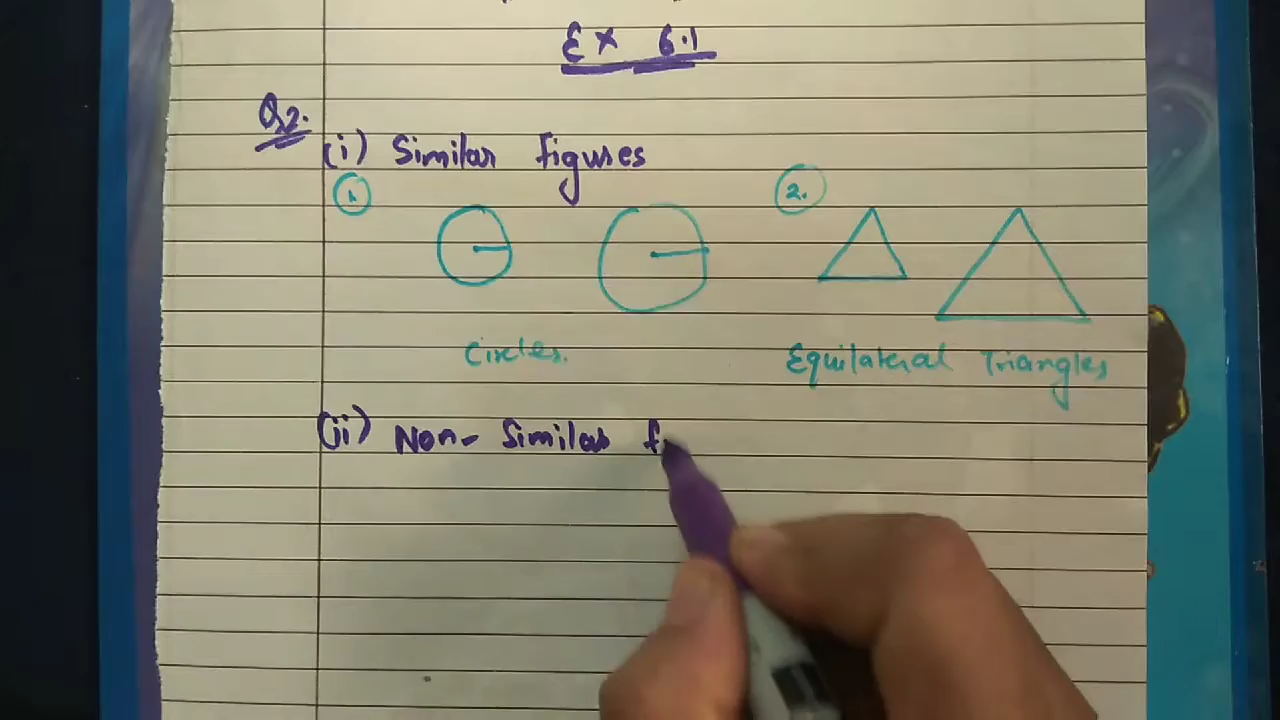 Ex 6.1
Q2.
(i) Similar figures
1. 2.
Circles. Equilateral Triangles
(ii) Non-Similar f